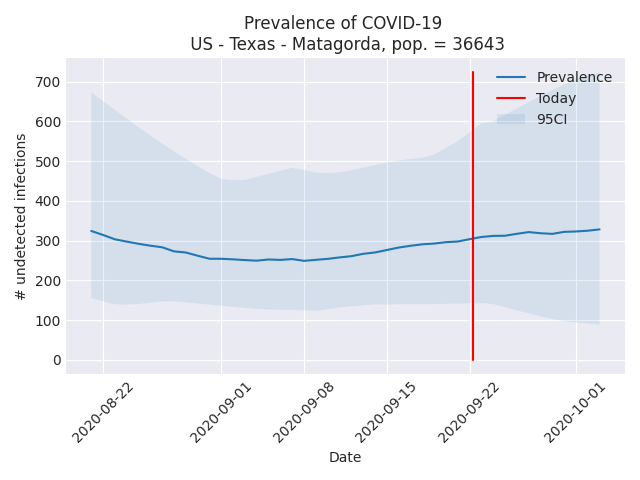 Prevalence of COVID-19
US - Texas - Matagorda, pop. = 36643
Prevalence
Today
95CI
# undetected infections
700
600
500
400
300
200
100
0
2020-08-22
2020-09-01
2020-09-08
2020-09-15
2020-09-22
2020-10-01
Date